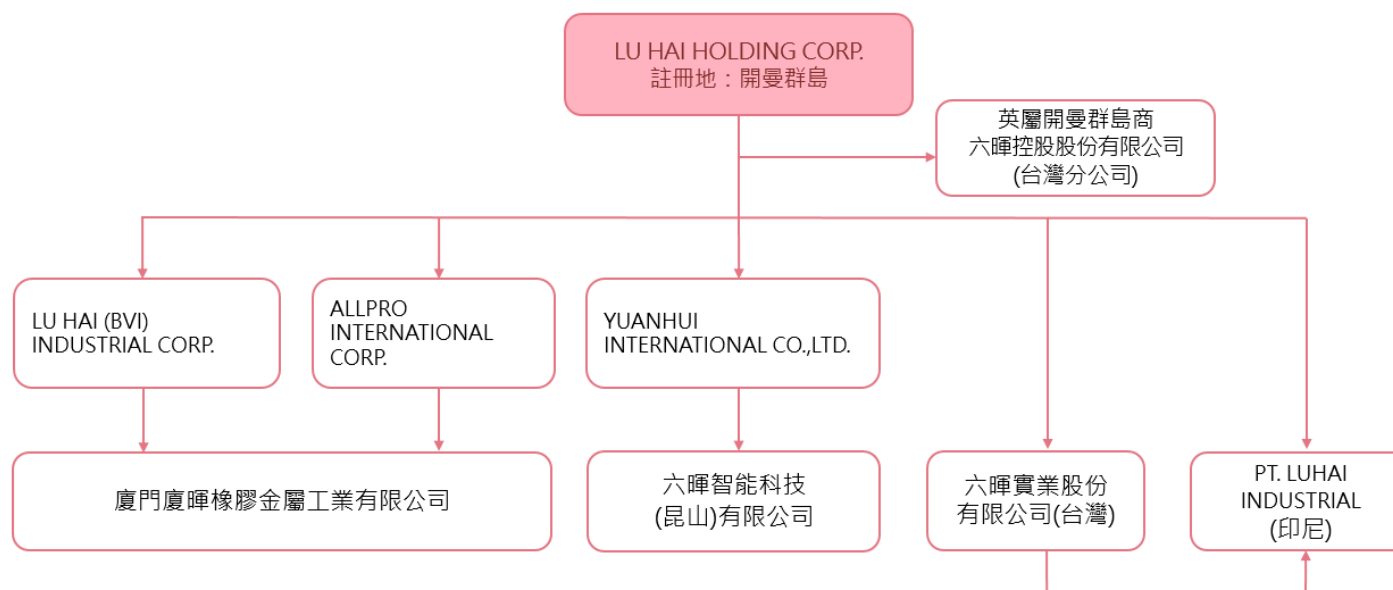 LU HAI HOLDING CORP.
註冊地：開曼群島
英屬開曼群島商
六暉控股股份有限公司
(台灣分公司)
LU HAI (BVI)
INDUSTRIAL CORP.
ALLPRO
INTERNATIONAL
CORP.
YUANHUI
INTERNATIONAL CO.,LTD.
廈門廈暉橡膠金屬工業有限公司
六暉智能科技
(昆山)有限公司
六暉實業股份
有限公司(台灣)
PT. LUHAI
INDUSTRIAL
(印尼)